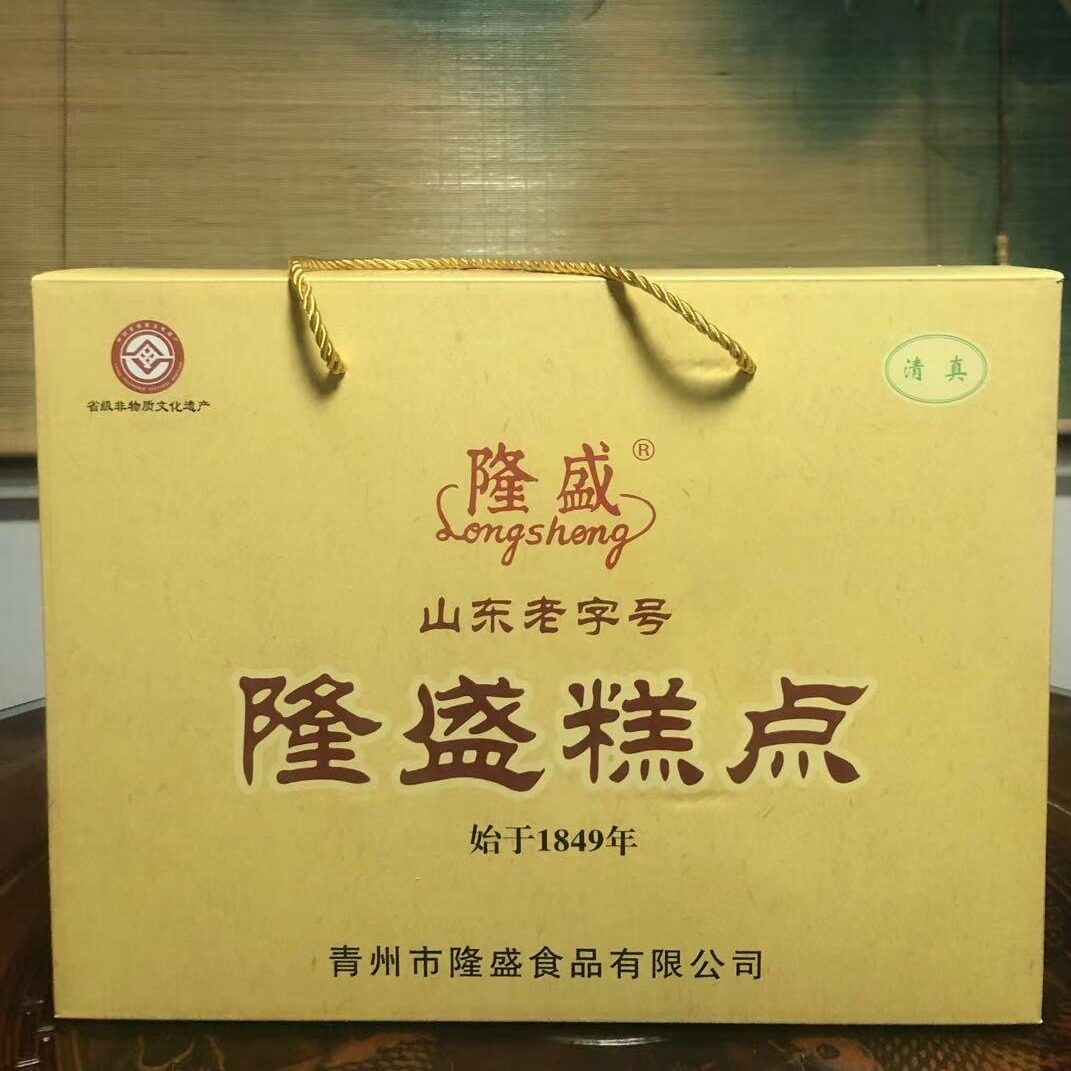 省级非物质文化遗产
清真
隆盛®
Longsheng
山东老字号
隆盛糕点
始于1849年
青州市隆盛食品有限公司